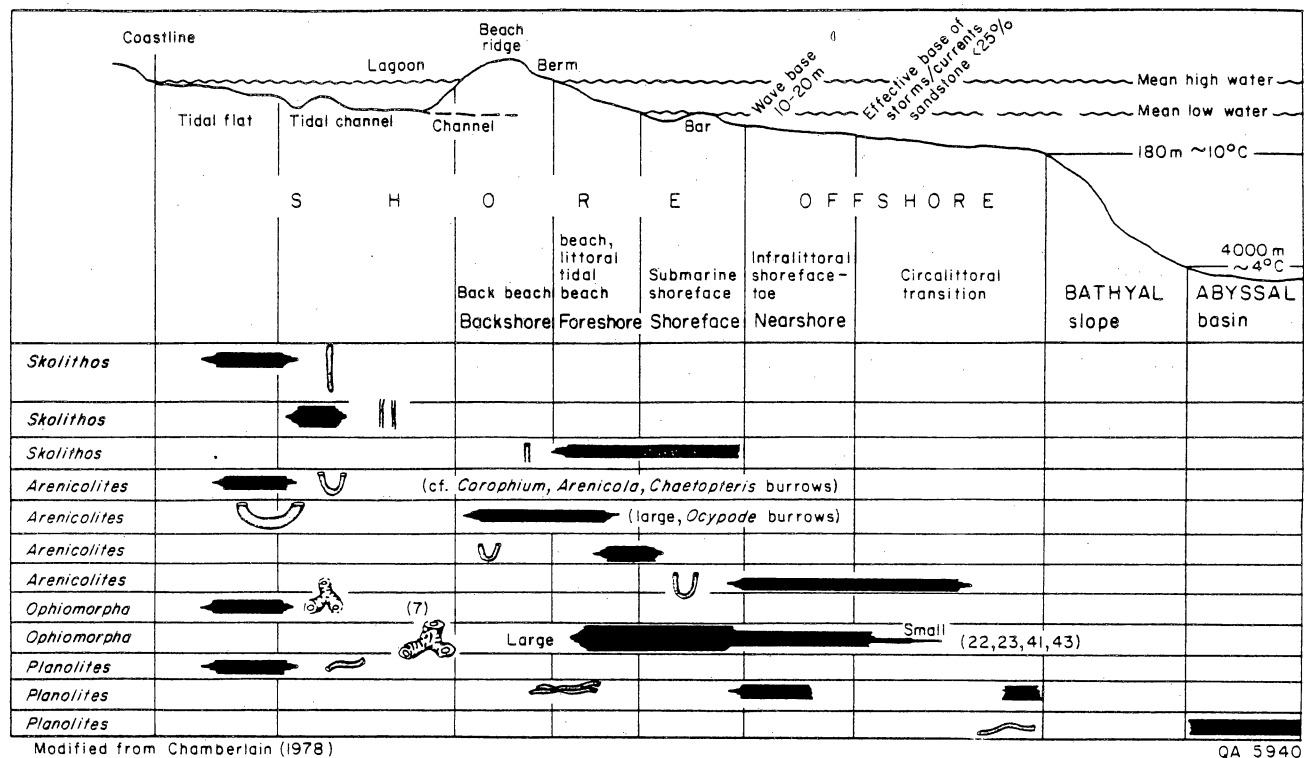 Coastline
Beach
ridge
Lagoon
Berm
Wave base
10-20 m
Effective base of
storms/currents
sandstone <25%
Mean high water
Mean low water
Tidal flat
Tidal channel
Channel
Bar
180m ~10°C
SHORE
OFFSHORE
4000m
~4°C
Back beach
Backshore
beach,
littoral
tidal
beach
Foreshore
Submarine
shoreface
Shoreface
Infralittoral
shoreface-
toe
Nearshore
Circalittoral
transition
BATHYAL
slope
ABYSSAL
basin
Skolithos
Skolithos
Skolithos
Arenicolites
(cf. Carophium, Arenicola, Chaetopteris burrows)
Arenicolites
(large, Ocypode burrows)
Arenicolites
Arenicolites
Ophiomorpha
(7)
Ophiomorpha
Large
Small
(22,23,41,43)
Planolites
Planolites
Planolites
Modified from Chamberlain (1978)
QA 5940